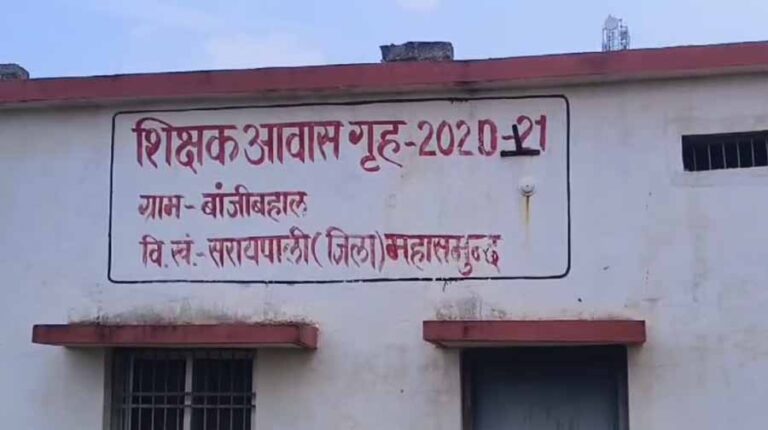 शिक्षक आवास गृह-2020-21
ग्राम- बांजीबहाल
वि.खं.- सरायपाली (जिला) महासमुन्द